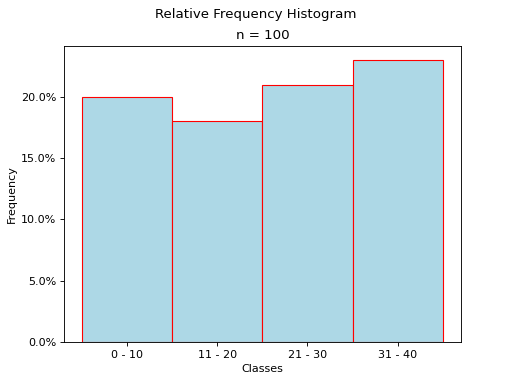 Relative Frequency Histogram
n = 100
20.0%
15.0%
10.0%
5.0%
0.0%
Frequency
0 - 10
11 - 20
21 - 30
31 - 40
Classes